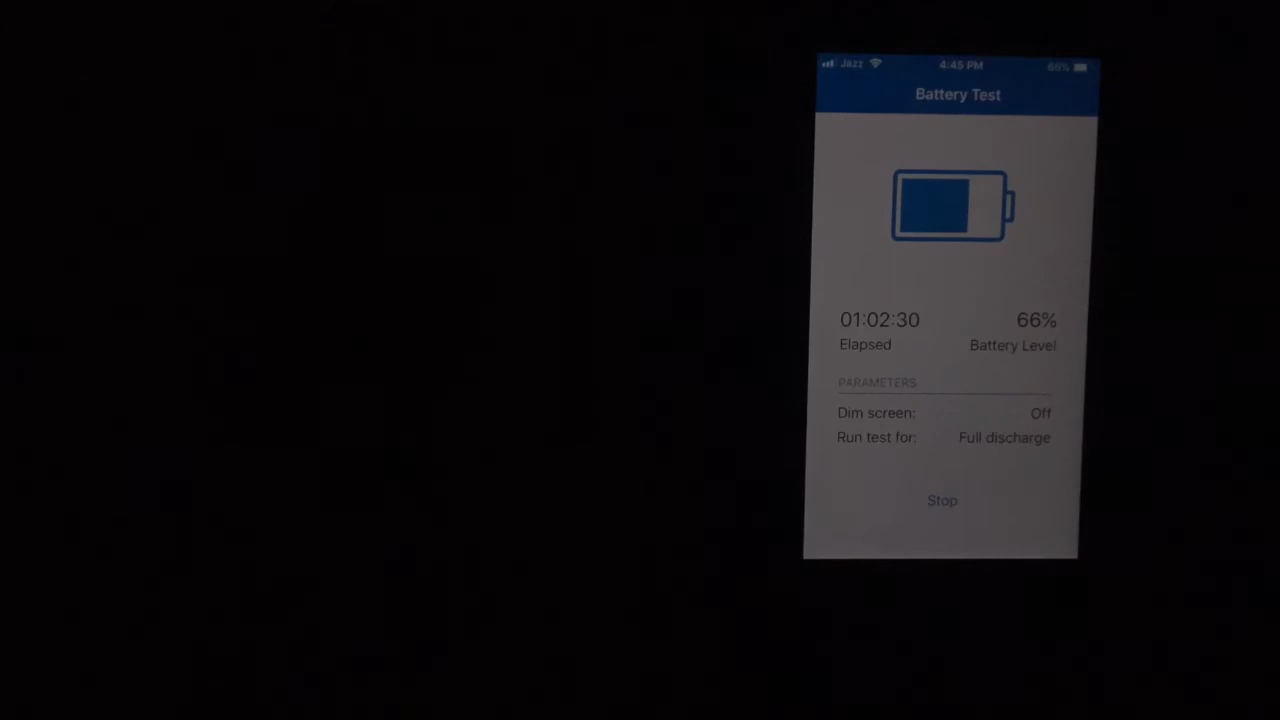 Jazz 4:45 PM 66%
Battery Test
01:02:30 66%
Elapsed Battery Level
PARAMETERS
Dim screen: Off
Run test for: Full discharge
Stop